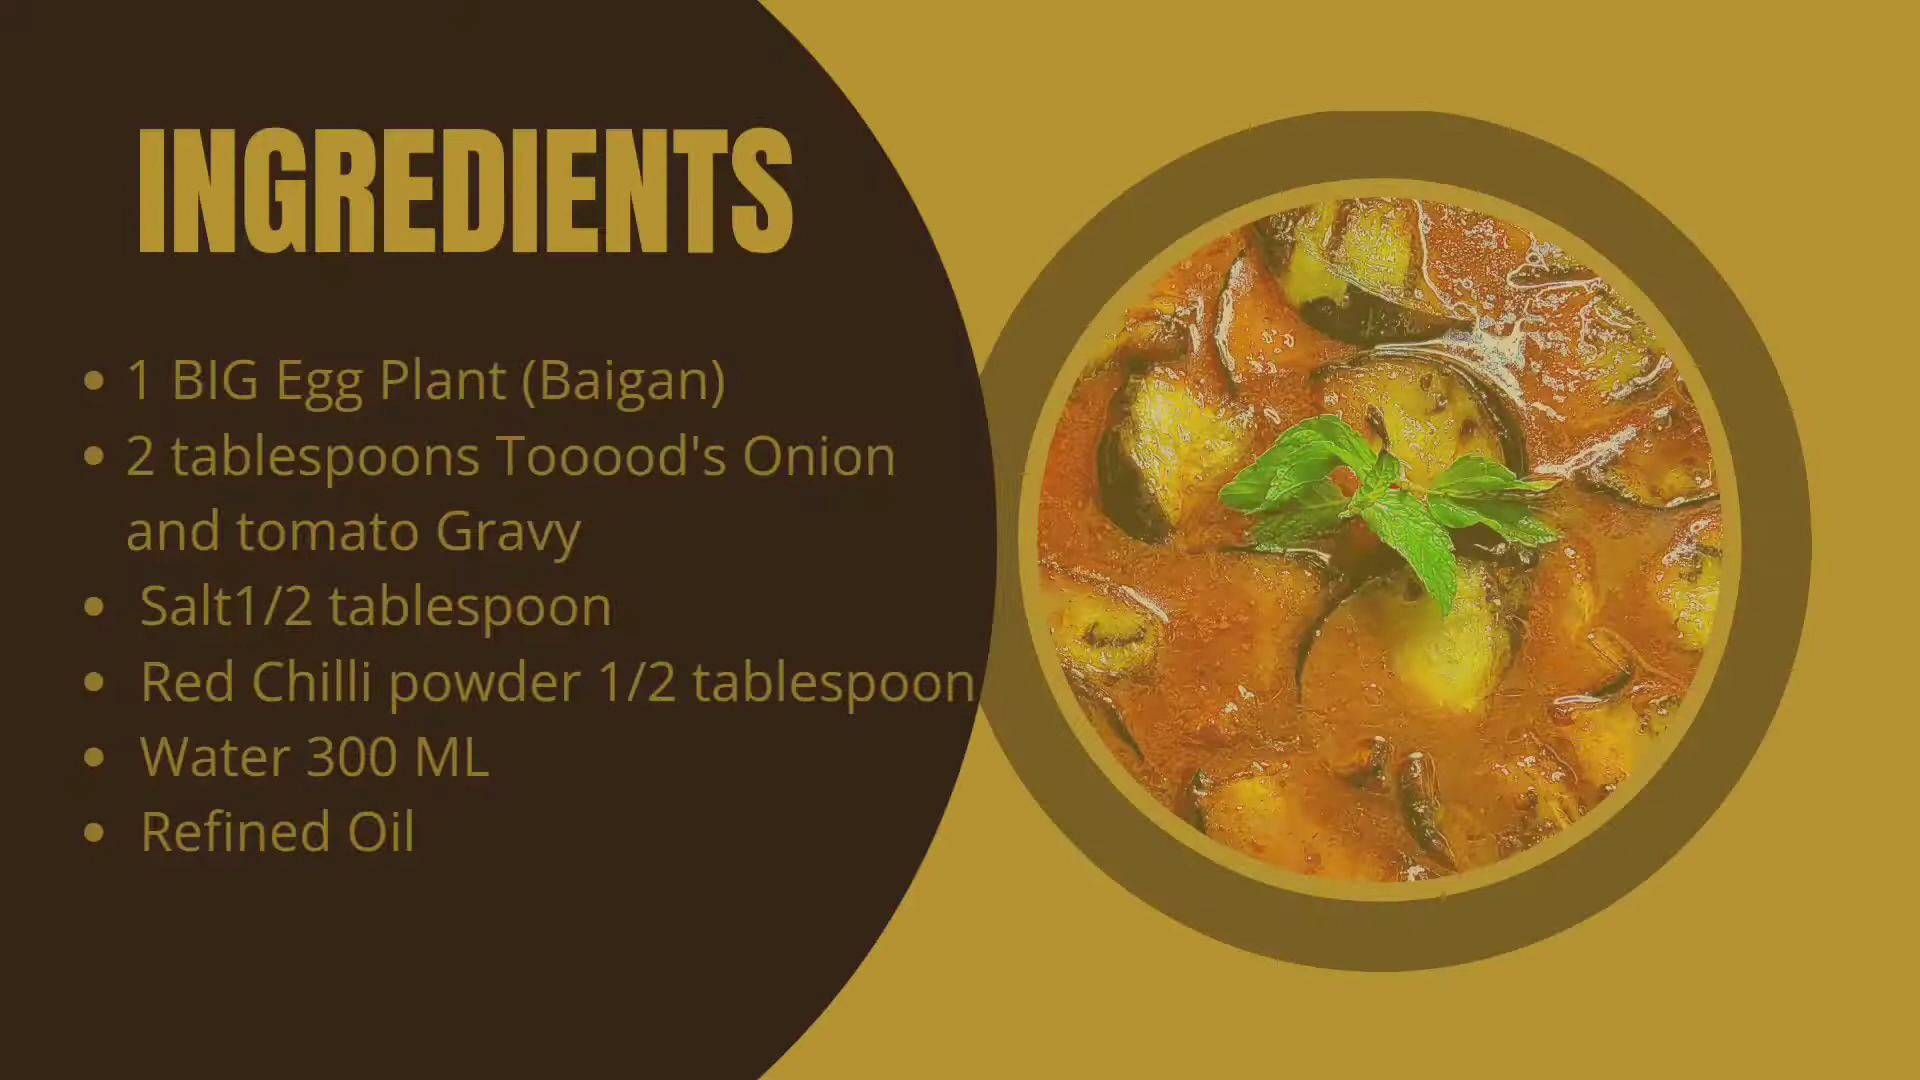 INGREDIENTS
• 1 BIG Egg Plant (Baigan)
• 2 tablespoons Tooood's Onion
and tomato Gravy
• Salt1/2 tablespoon
• Red Chilli powder 1/2 tablespoon
• Water 300 ML
• Refined Oil